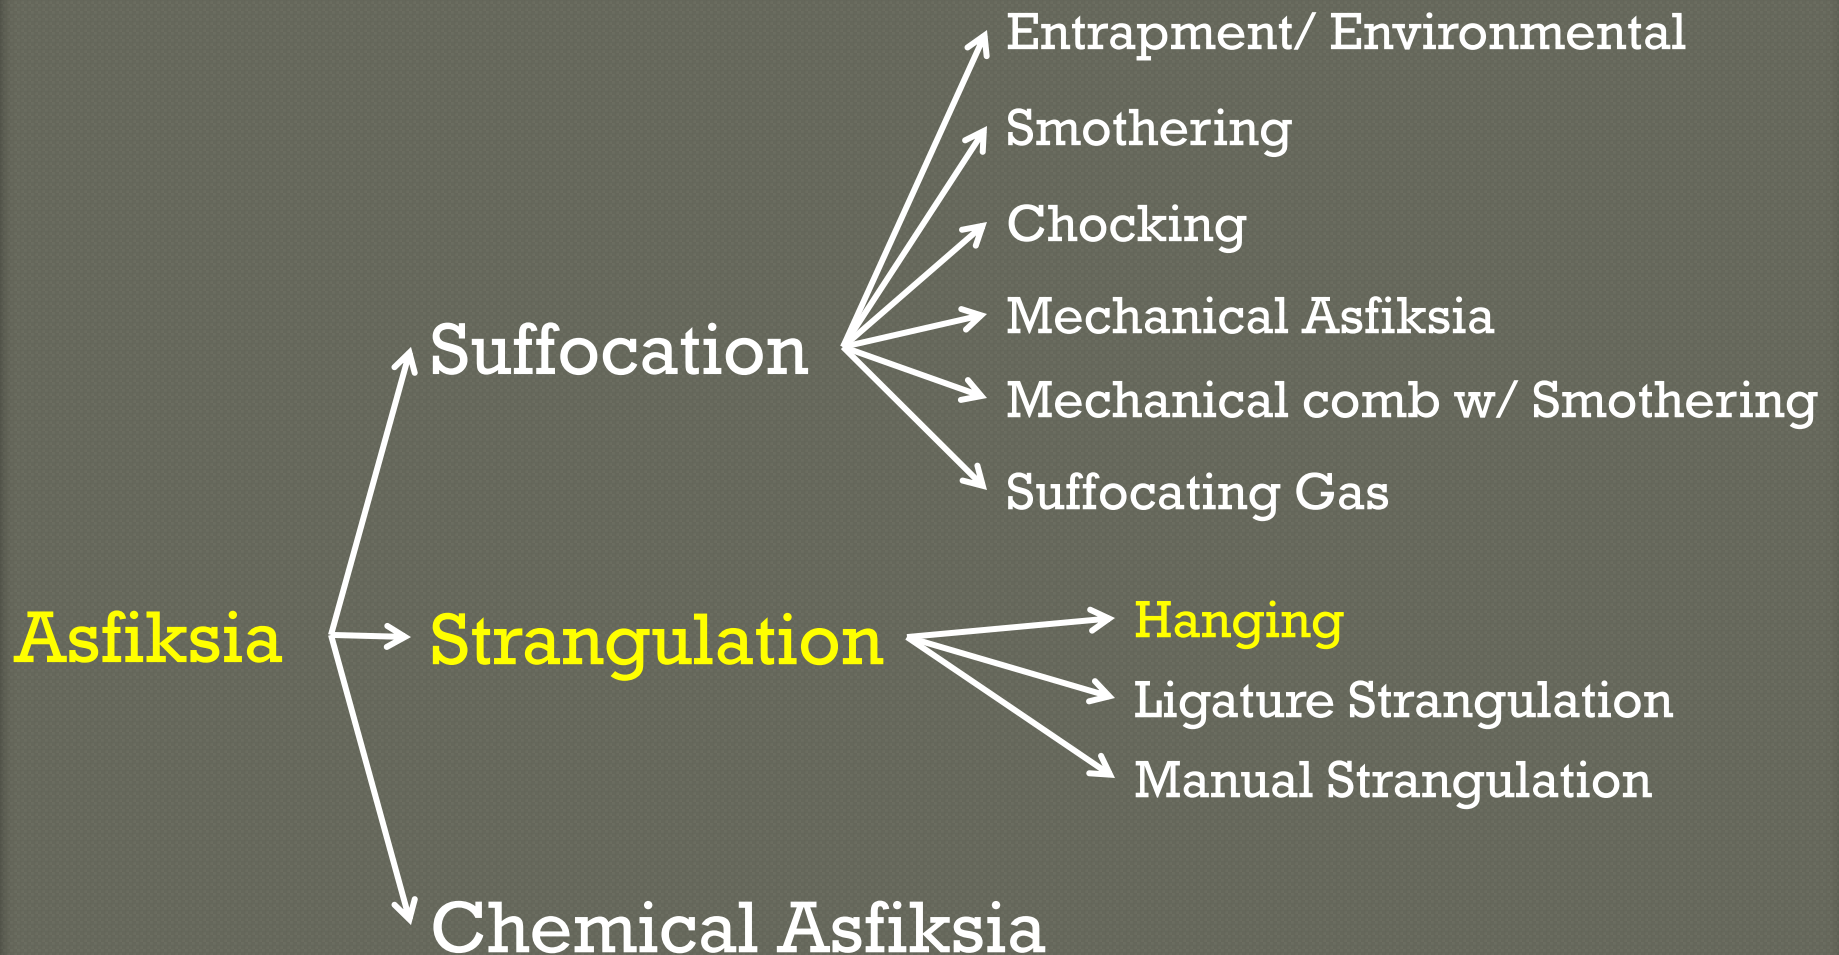 Entrapment/ Environmental
Smothering
Chocking
Mechanical Asfiksia
Suffocation
Mechanical comb w/ Smothering
Suffocating Gas
Asfiksia
Strangulation
Hanging
Ligature Strangulation
Manual Strangulation
Chemical Asfiksia